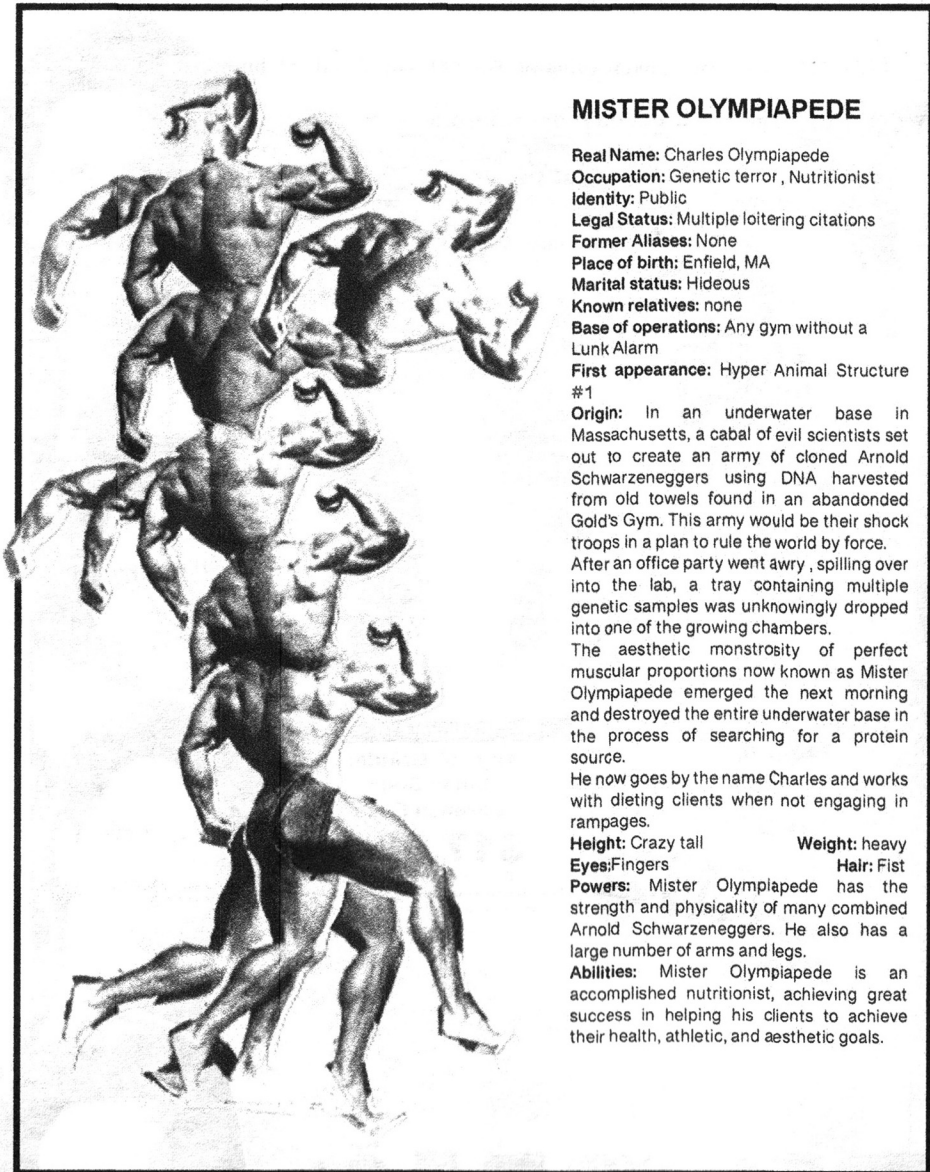 MISTER OLYMPIAPEDE
Real Name: Charles Olympiapede
Occupation: Genetic terror , Nutritionist
Identity: Public
Legal Status: Multiple loitering citations
Former Aliases: None
Place of birth: Enfield, MA
Marital status: Hideous
Known relatives: none
Base of operations: Any gym without a
Lunk Alarm
First appearance: Hyper Animal Structure
#1
Origin: In an underwater base in
Massachusetts, a cabal of evil scientists set
out to create an army of cloned Arnold
Schwarzeneggers using DNA harvested
from old towels found in an abandonded
Gold's Gym. This army would be their shock
troops in a plan to rule the world by force.
After an office party went awry , spilling over
into the lab, a tray containing multiple
genetic samples was unknowingly dropped
into one of the growing chambers.
The aesthetic monstrosity of perfect
muscular proportions now known as Mister
Olympiapede emerged the next morning
and destroyed the entire underwater base in
the process of searching for a protein
source.
He now goes by the name Charles and works
with dieting clients when not engaging in
rampages.
Height: Crazy tall Weight: heavy
Eyes:Fingers Hair: Fist
Powers: Mister Olympiapede has the
strength and physicality of many combined
Arnold Schwarzeneggers. He also has a
large number of arms and legs.
Abilities: Mister Olympiapede is an
accomplished nutritionist, achieving great
success in helping his clients to achieve
their health, athletic, and aesthetic goals.